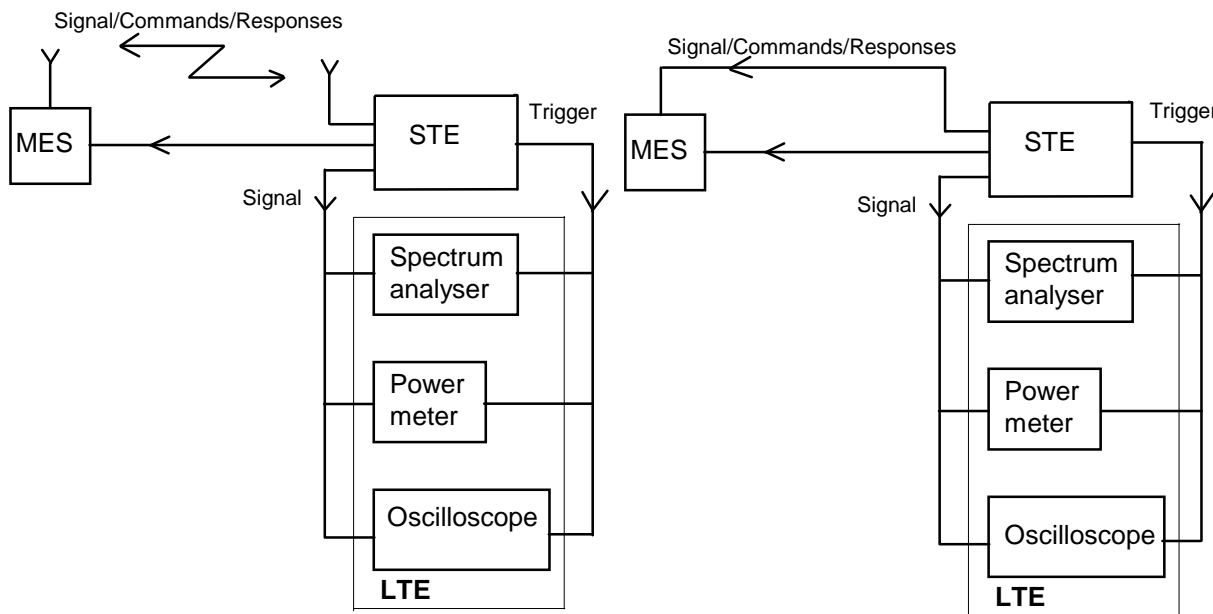 Signal/Commands/Responses
MES
STE
Trigger
Signal
Spectrum
analyser
Power
meter
Oscilloscope
LTE
Signal/Commands/Responses
MES
STE
Trigger
Signal
Spectrum
analyser
Power
meter
Oscilloscope
LTE